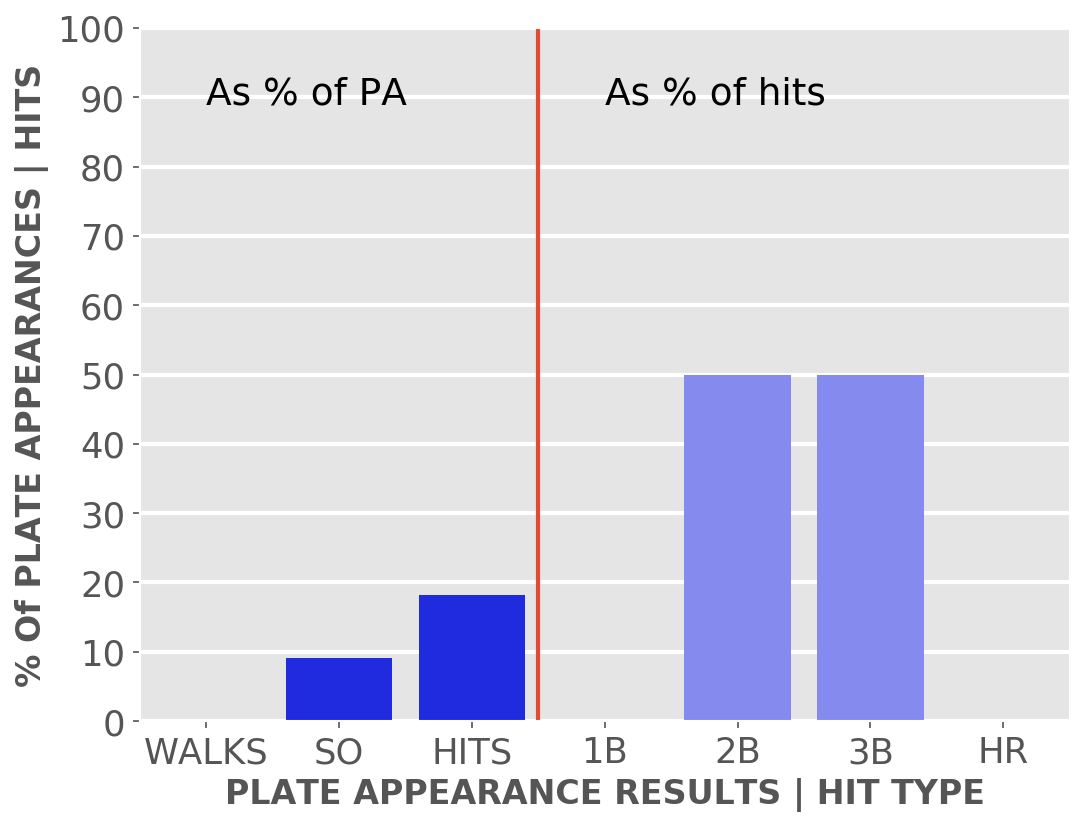 % Of PLATE APPEARANCES | HITS
100
90
80
70
60
50
40
30
20
10
0
As % of PA
As % of hits
WALKS SO HITS 1B 2B 3B HR
PLATE APPEARANCE RESULTS | HIT TYPE